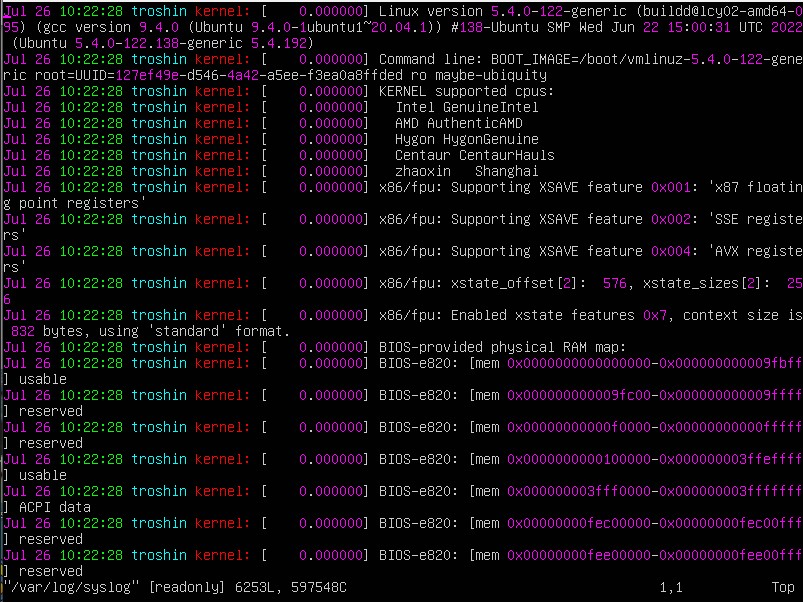 Jul 26 10:22:28 troshin kernel: [    0.000000] Linux version 5.4.0-122-generic (buildd@lcy02-amd64-0
95) (gcc version 9.4.0 (Ubuntu 9.4.0-1ubuntu1~20.04.1)) #138-Ubuntu SMP Wed Jun 22 15:00:31 UTC 2022
 (Ubuntu 5.4.0-122.138-generic 5.4.192)
Jul 26 10:22:28 troshin kernel: [    0.000000] Command line: BOOT_IMAGE=/boot/vmlinuz-5.4.0-122-gene
ric root=UUID=127ef49e-d546-4a42-a5ee-f3ea0a8ffded ro maybe-ubiquity
Jul 26 10:22:28 troshin kernel: [    0.000000] KERNEL supported cpus:
Jul 26 10:22:28 troshin kernel: [    0.000000]   Intel GenuineIntel
Jul 26 10:22:28 troshin kernel: [    0.000000]   AMD AuthenticAMD
Jul 26 10:22:28 troshin kernel: [    0.000000]   Hygon HygonGenuine
Jul 26 10:22:28 troshin kernel: [    0.000000]   Centaur CentaurHauls
Jul 26 10:22:28 troshin kernel: [    0.000000]   zhaoxin   Shanghai
Jul 26 10:22:28 troshin kernel: [    0.000000] x86/fpu: Supporting XSAVE feature 0x001: 'x87 floatin
g point registers'
Jul 26 10:22:28 troshin kernel: [    0.000000] x86/fpu: Supporting XSAVE feature 0x002: 'SSE registe
rs'
Jul 26 10:22:28 troshin kernel: [    0.000000] x86/fpu: Supporting XSAVE feature 0x004: 'AVX registe
rs'
Jul 26 10:22:28 troshin kernel: [    0.000000] x86/fpu: xstate_offset[2]:  576, xstate_sizes[2]:  25
6
Jul 26 10:22:28 troshin kernel: [    0.000000] x86/fpu: Enabled xstate features 0x7, context size is
 832 bytes, using 'standard' format.
Jul 26 10:22:28 troshin kernel: [    0.000000] BIOS-provided physical RAM map:
Jul 26 10:22:28 troshin kernel: [    0.000000] BIOS-e820: [mem 0x0000000000000000-0x000000000009fbff
] usable
Jul 26 10:22:28 troshin kernel: [    0.000000] BIOS-e820: [mem 0x000000000009fc00-0x000000000009ffff
] reserved
Jul 26 10:22:28 troshin kernel: [    0.000000] BIOS-e820: [mem 0x00000000000f0000-0x00000000000fffff
] reserved
Jul 26 10:22:28 troshin kernel: [    0.000000] BIOS-e820: [mem 0x0000000000100000-0x000000003ffeffff
] usable
Jul 26 10:22:28 troshin kernel: [    0.000000] BIOS-e820: [mem 0x000000003fff0000-0x000000003fffffff
] ACPI data
Jul 26 10:22:28 troshin kernel: [    0.000000] BIOS-e820: [mem 0x00000000fec00000-0x00000000fec00fff
] reserved
Jul 26 10:22:28 troshin kernel: [    0.000000] BIOS-e820: [mem 0x00000000fee00000-0x00000000fee00fff
] reserved
"/var/log/syslog" [readonly] 6253L, 597548C                                       1,1           Top